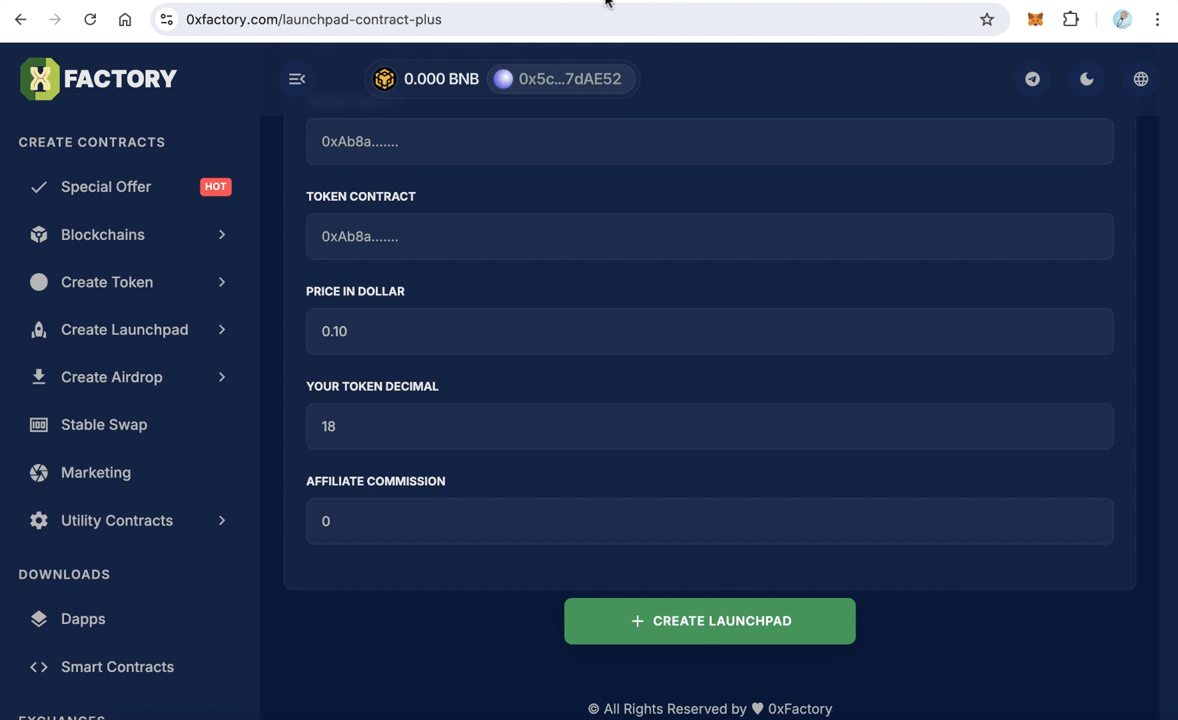 0xfactory.com/launchpad-contract-plus
FACTORY
0.000 BNB
0x5c...7dAE52
CREATE CONTRACTS
Special Offer
HOT
Blockchains
Create Token
Create Launchpad
Create Airdrop
Stable Swap
Marketing
Utility Contracts
DOWNLOADS
Dapps
Smart Contracts
EXCHANGES
0xAb8a.......
TOKEN CONTRACT
0xAb8a.......
PRICE IN DOLLAR
0.10
YOUR TOKEN DECIMAL
18
AFFILIATE COMMISSION
0
+ CREATE LAUNCHPAD
© All Rights Reserved by ♥ 0xFactory